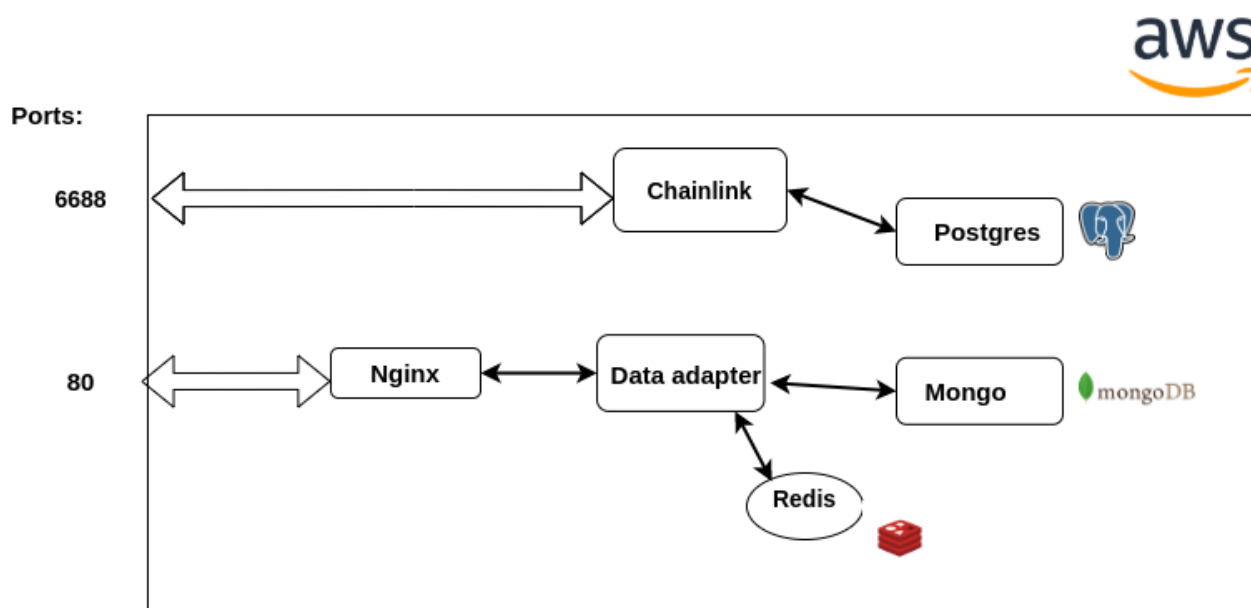 aws
Ports:
6688
Chainlink
Postgres
80
Nginx
Data adapter
Mongo
mongoDB
Redis